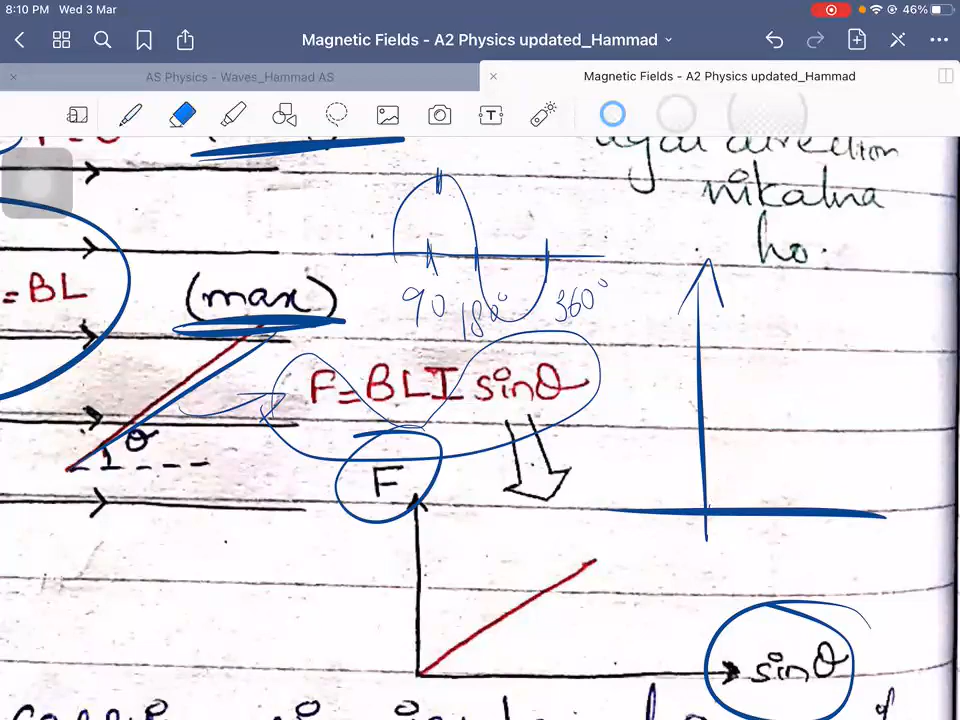 8:10 PM Wed 3 Mar
46%
Magnetic Fields - A2 Physics updated_Hammad
AS Physics - Waves_Hammad AS
Magnetic Fields - A2 Physics updated_Hammad
direction
nikalna
ho.
=BL
(max)
90 180° 360°
F=BLI sinθ
θ
F
sinθ
of